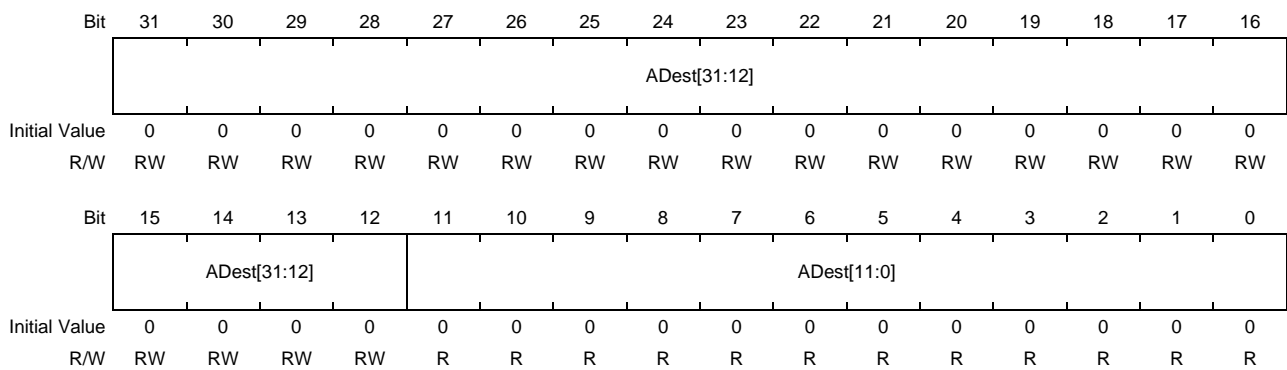 Bit 31 30 29 28 27 26 25 24 23 22 21 20 19 18 17 16
ADest[31:12]
Initial Value 0 0 0 0 0 0 0 0 0 0 0 0 0 0 0 0
R/W RW RW RW RW RW RW RW RW RW RW RW RW RW RW RW RW
Bit 15 14 13 12 11 10 9 8 7 6 5 4 3 2 1 0
ADest[31:12] ADest[11:0]
Initial Value 0 0 0 0 0 0 0 0 0 0 0 0 0 0 0 0
R/W RW RW RW RW R R R R R R R R R R R R